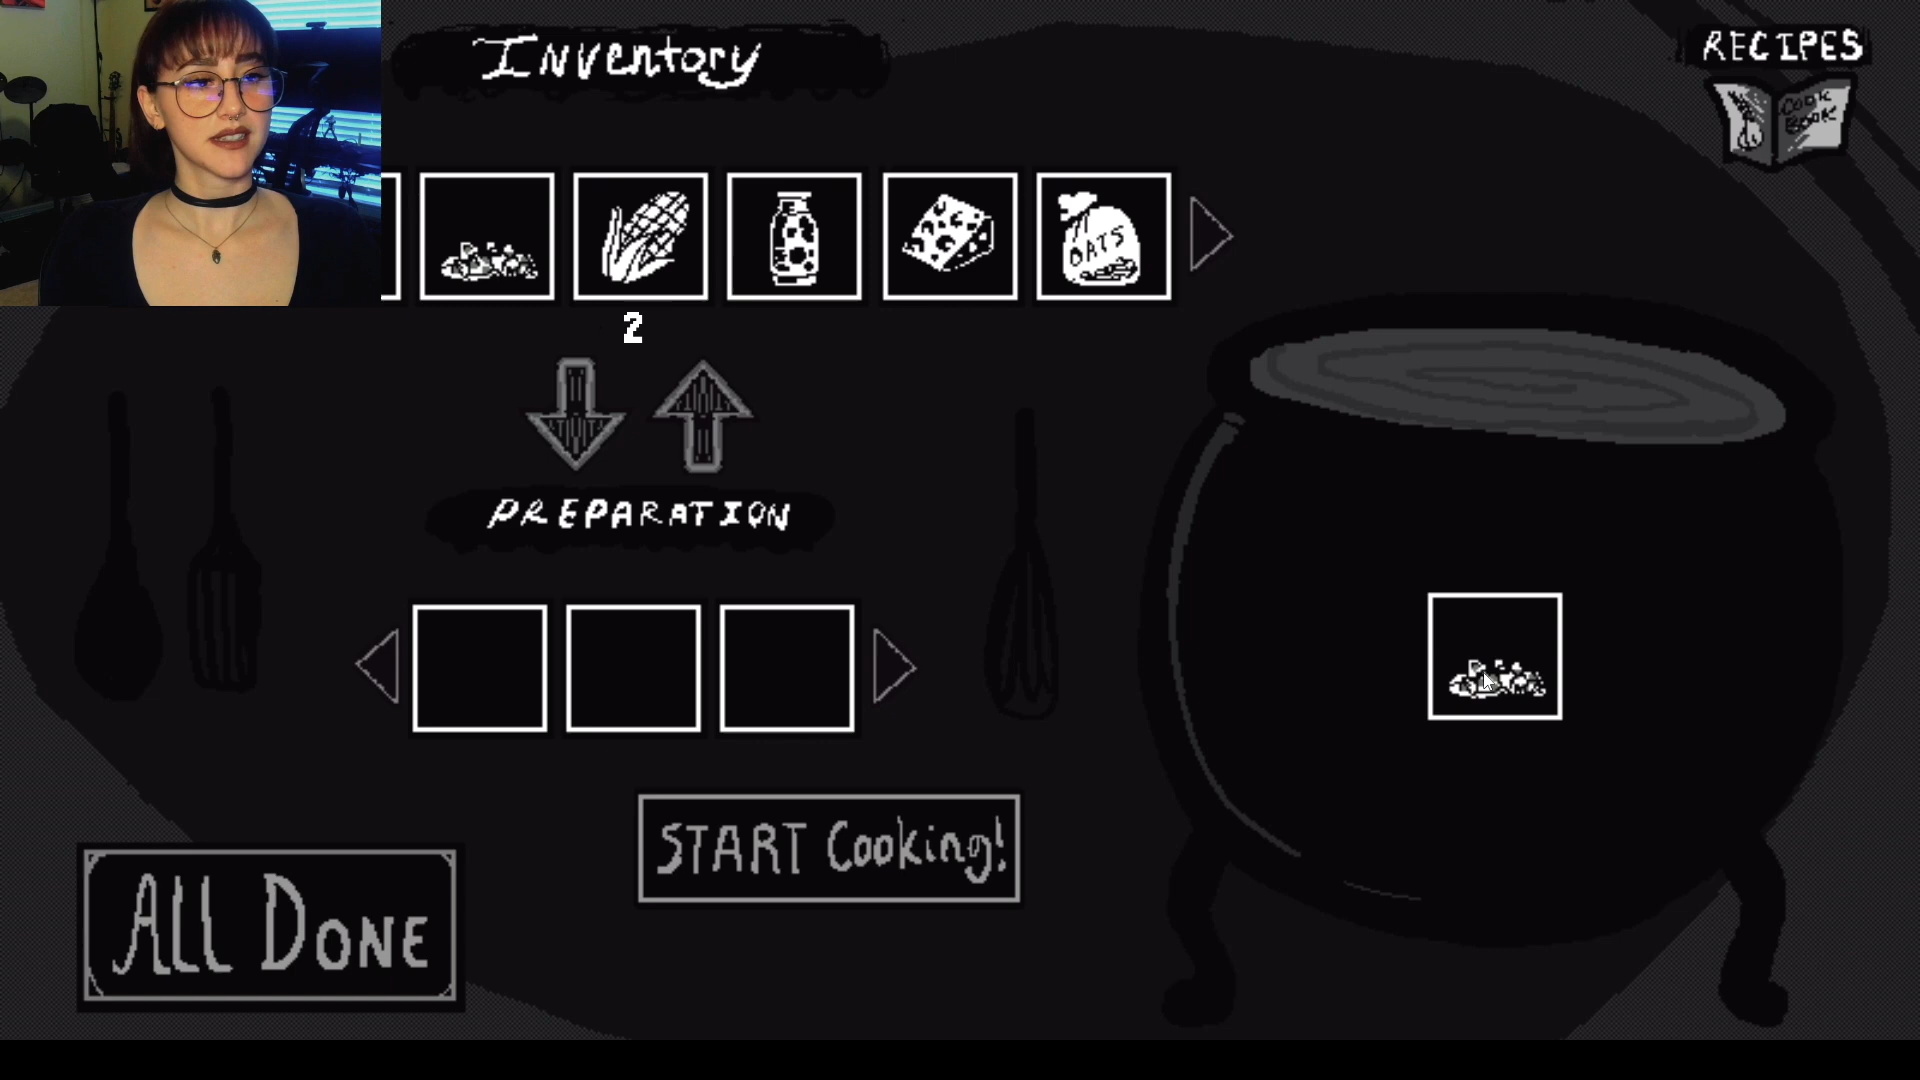 Inventory
RECIPES
COOK
BOOK
OATS
2
PREPARATION
START Cooking!
ALL DONE